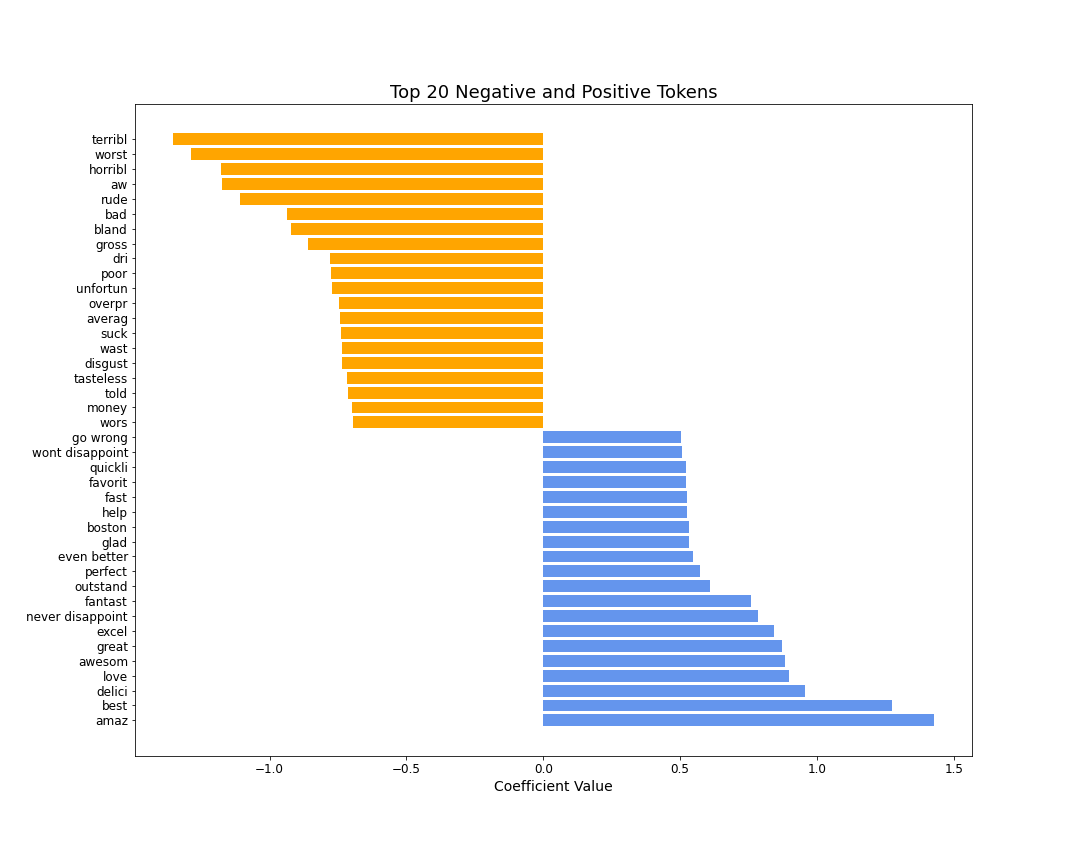 Top 20 Negative and Positive Tokens
terribl
worst
horribl
aw
rude
bad
bland
gross
dri
poor
unfortun
overpr
averag
suck
wast
disgust
tasteless
told
money
wors
go wrong
wont disappoint
quickli
favorit
fast
help
boston
glad
even better
perfect
outstand
fantast
never disappoint
excel
great
awesom
love
delici
best
amaz
−1.0 −0.5 0.0 0.5 1.0 1.5
Coefficient Value